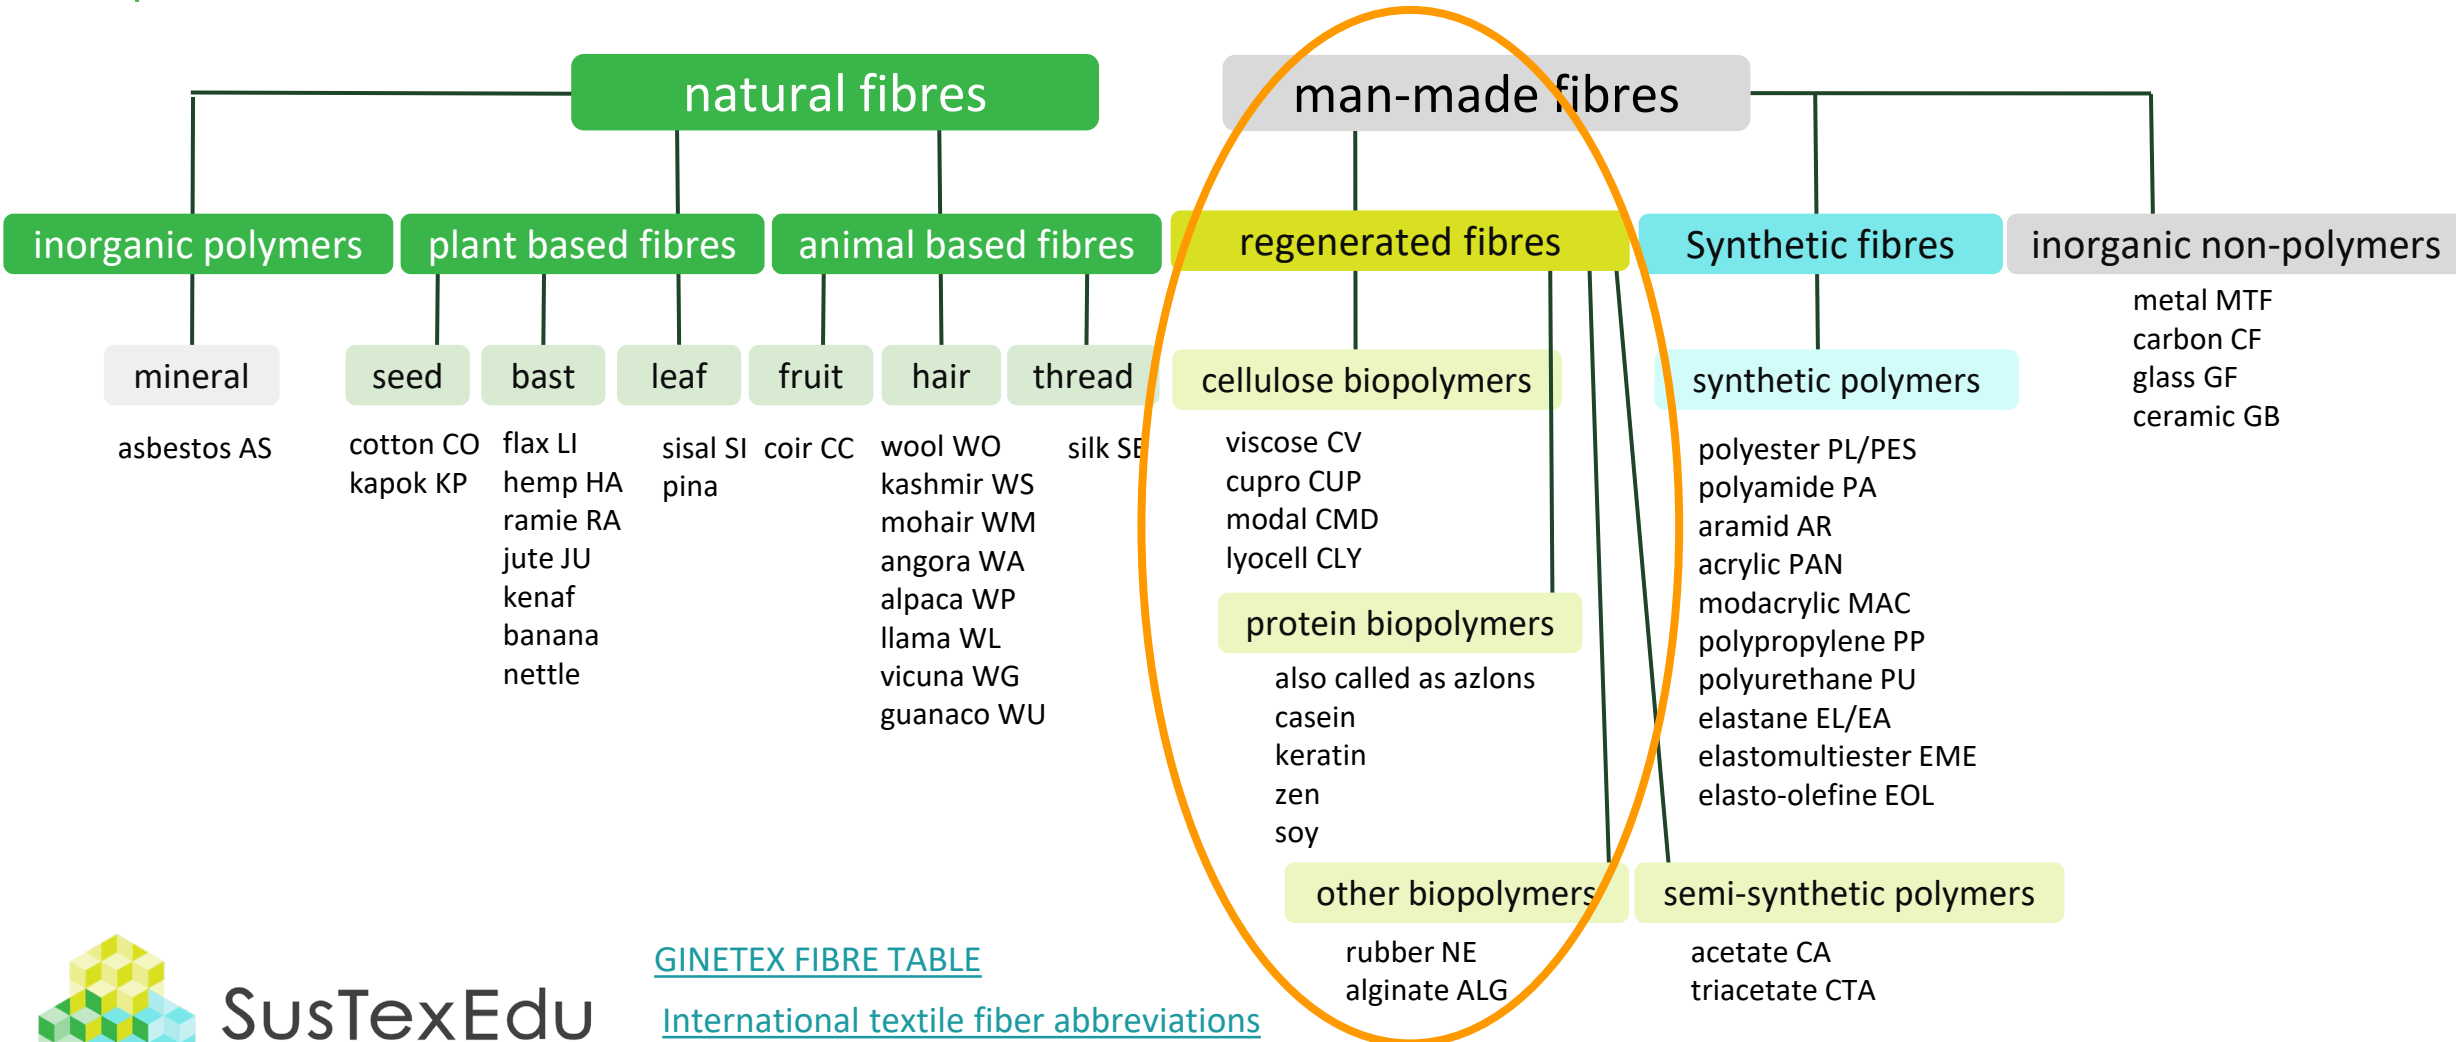 natural fibres
man-made fibres
inorganic polymers
plant based fibres
animal based fibres
regenerated fibres
Synthetic fibres
inorganic non-polymers
mineral
seed
bast
leaf
fruit
hair
thread
cellulose biopolymers
synthetic polymers
metal MTF
carbon CF
glass GF
ceramic GB
asbestos AS
cotton CO
kapok KP
flax LI
hemp HA
ramie RA
jute JU
kenaf
banana
nettle
sisal SI
pina
coir CC
wool WO
kashmir WS
mohair WM
angora WA
alpaca WP
llama WL
vicuna WG
guanaco WU
silk SE
viscose CV
cupro CUP
modal CMD
lyocell CLY
protein biopolymers
also called as azlons
casein
keratin
zen
soy
polyester PL/PES
polyamide PA
aramid AR
acrylic PAN
modacrylic MAC
polypropylene PP
polyurethane PU
elastane EL/EA
elastomultiester EME
elasto-olefine EOL
other biopolymers
rubber NE
alginate ALG
semi-synthetic polymers
acetate CA
triacetate CTA
SusTexEdu
GINETEX FIBRE TABLE
International textile fiber abbreviations